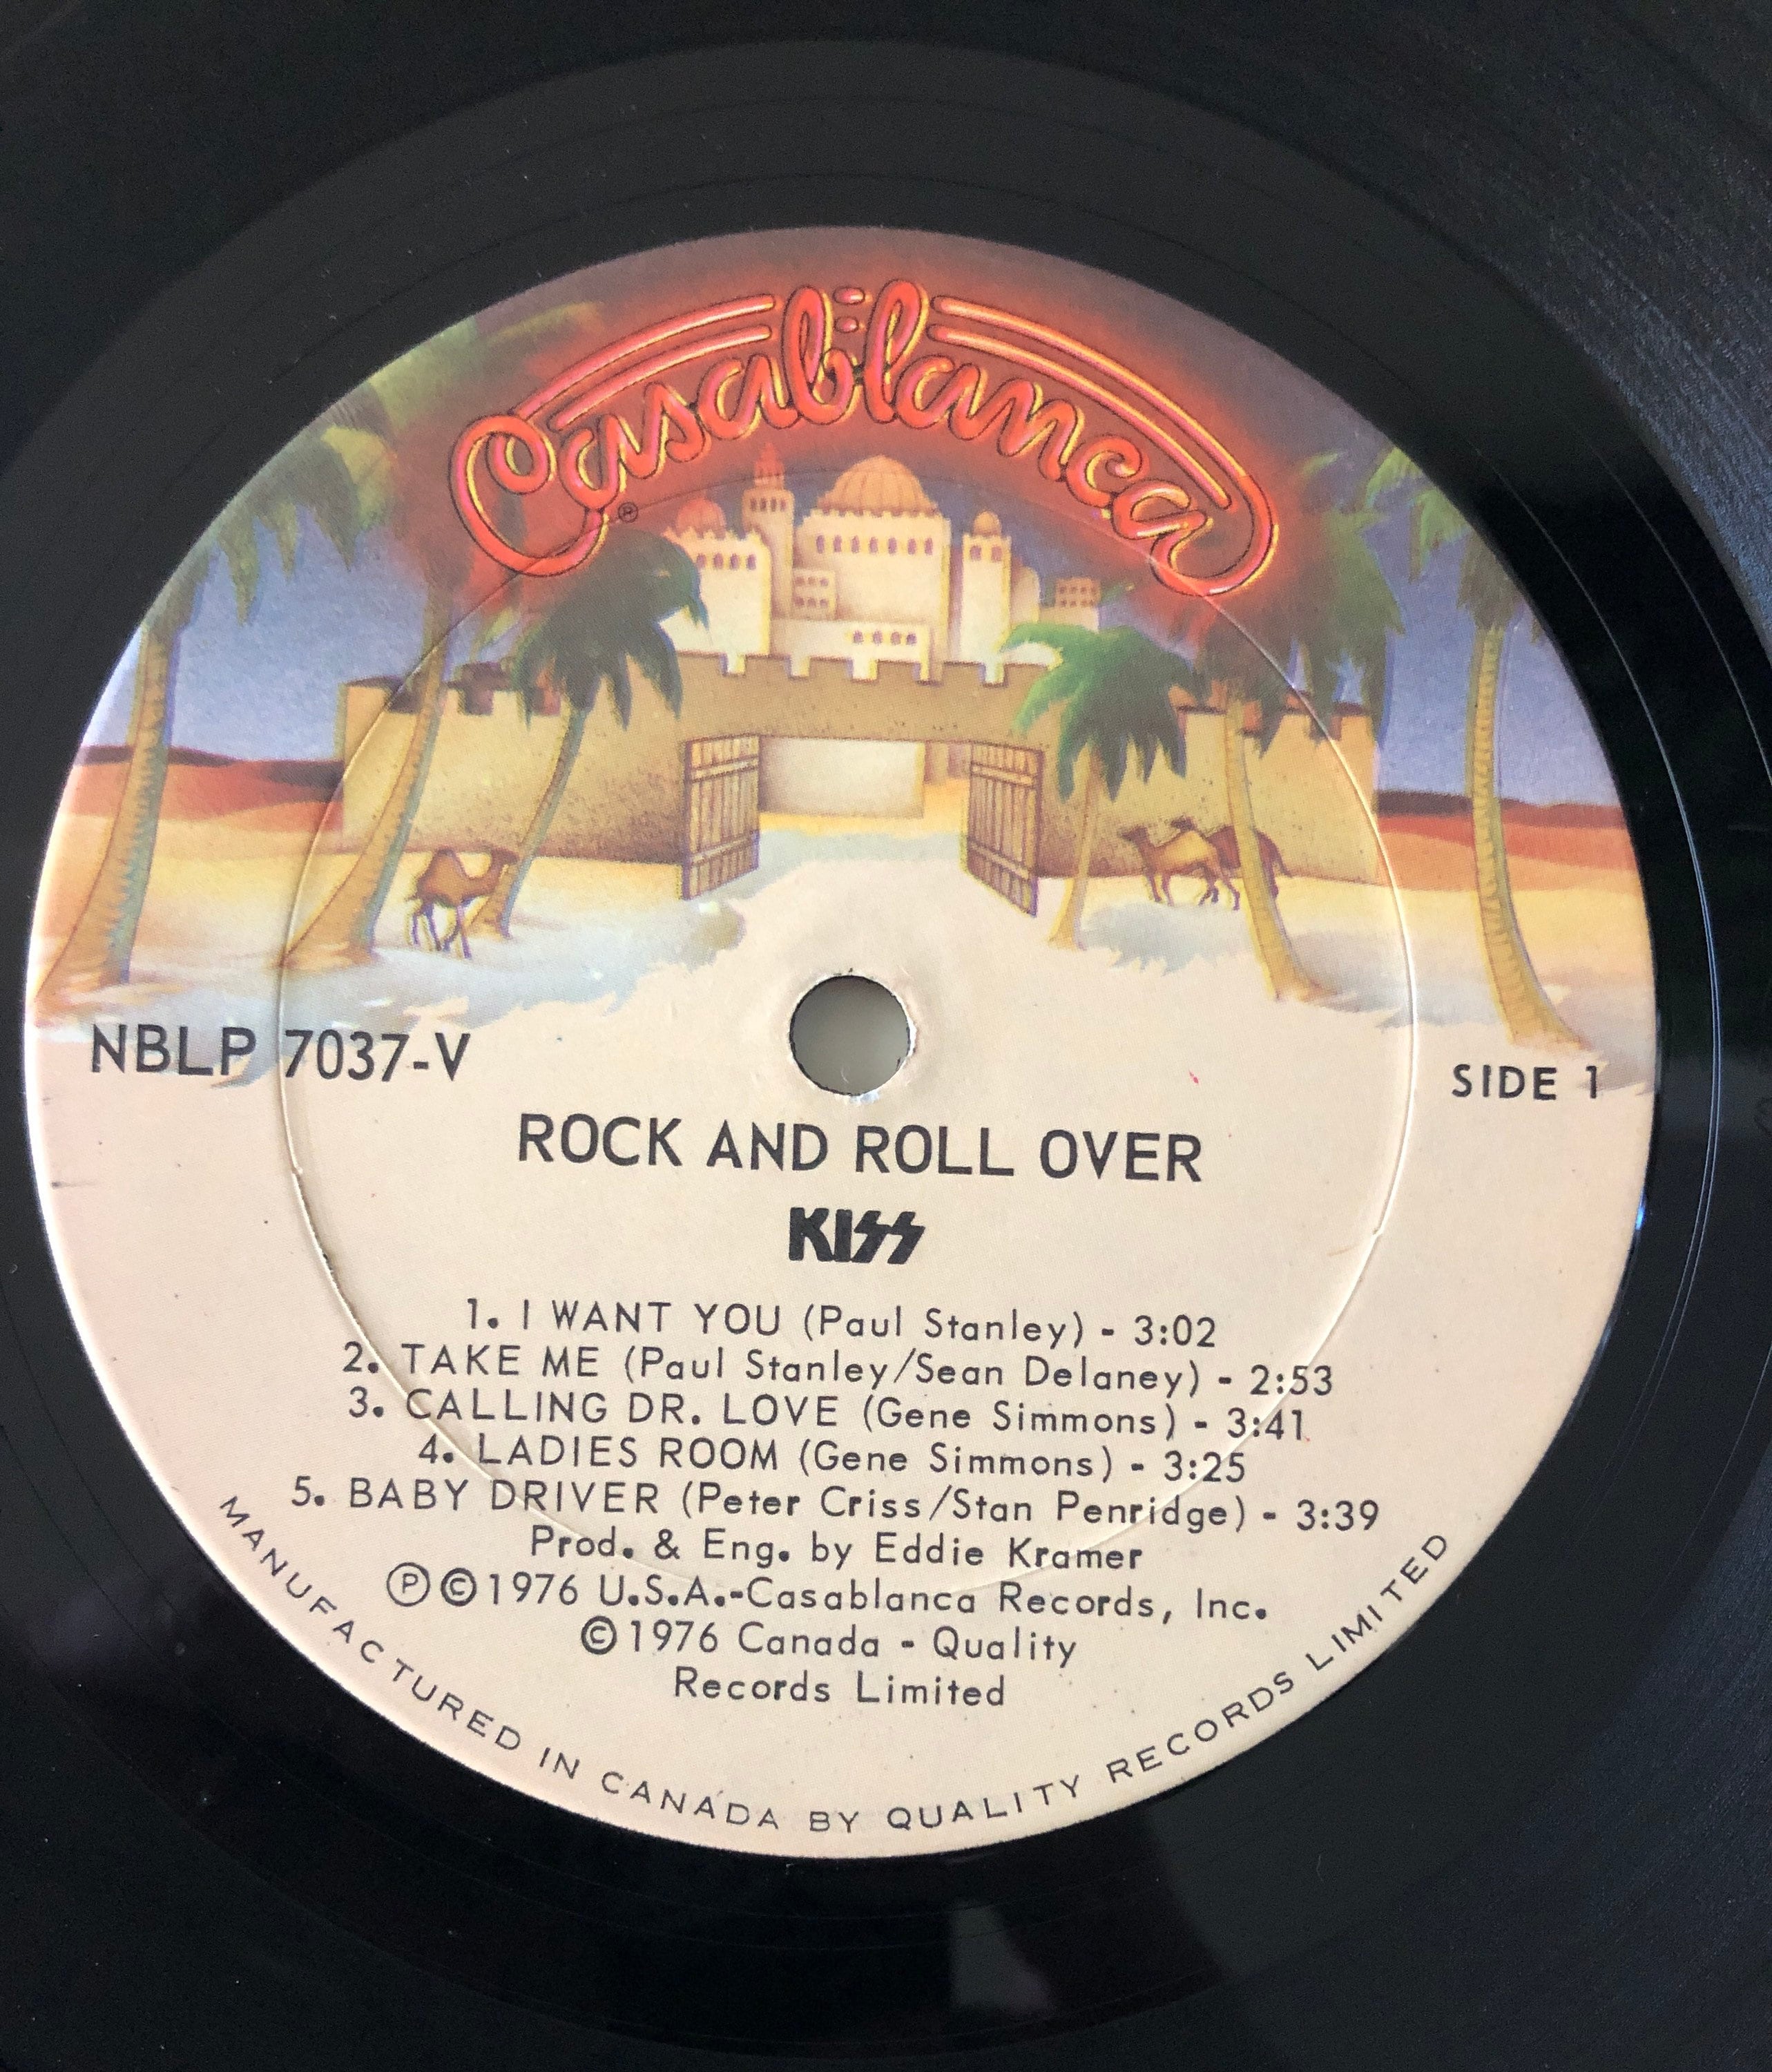 Casablanca
®
NBLP 7037-V
SIDE 1
ROCK AND ROLL OVER
KISS
1. I WANT YOU (Paul Stanley) - 3:02
2. TAKE ME (Paul Stanley/Sean Delaney) - 2:53
3. CALLING DR. LOVE (Gene Simmons) - 3:41
4. LADIES ROOM (Gene Simmons) - 3:25
5. BABY DRIVER (Peter Criss/Stan Penridge) - 3:39
Prod. & Eng. by Eddie Kramer
Ⓟ©1976 U.S.A.-Casablanca Records, Inc.
©1976 Canada - Quality
Records Limited
MANUFACTURED IN CANADA BY QUALITY RECORDS LIMITED